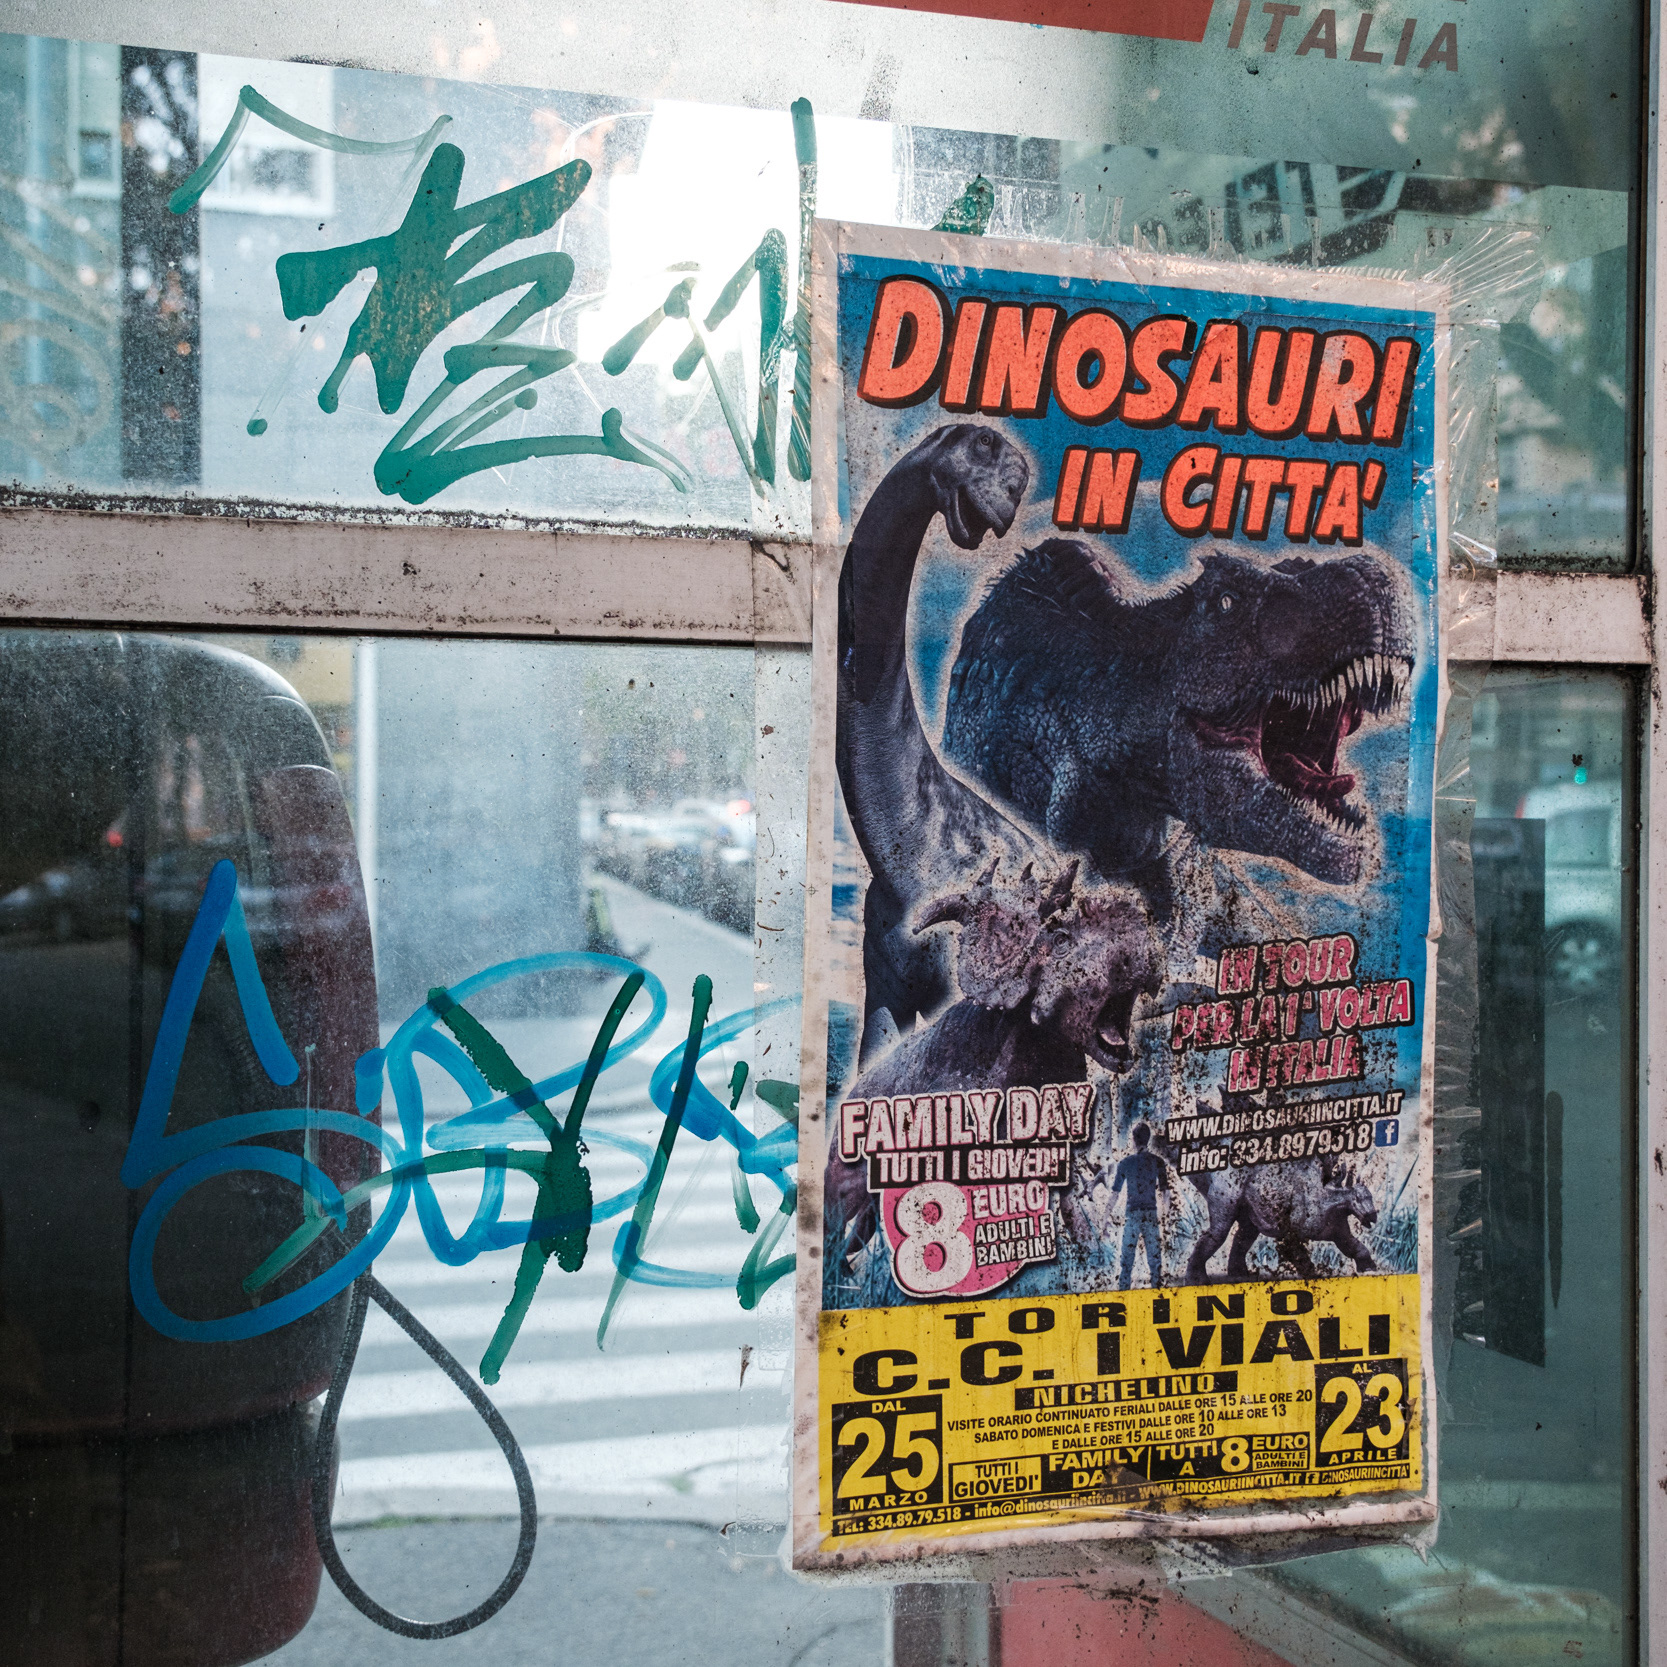 ITALIA
DINOSAURI
IN CITTA'
IN TOUR
PER LA 1ª VOLTA
IN ITALIA
WWW.DINOSAURIINCITTA.IT
info: 334.8979518 f
FAMILY DAY
TUTTI I GIOVEDI'
8 EURO
ADULTI E
BAMBINI
TORINO
C.C. I VIALI
NICHELINO
DAL
25
MARZO
VISITE ORARIO CONTINUATO FERIALI DALLE ORE 15 ALLE ORE 20
SABATO DOMENICA E FESTIVI DALLE ORE 10 ALLE ORE 13
E DALLE ORE 15 ALLE ORE 20
AL
23
APRILE
TUTTI I
GIOVEDI'
FAMILY
DAY
TUTTI
A
8 EURO
ADULTI E
BAMBINI
TEL: 334.89.79.518 - info@dinosauriincitta.it - WWW.DINOSAURIINCITTA.IT f DINOSAURIINCITTA'